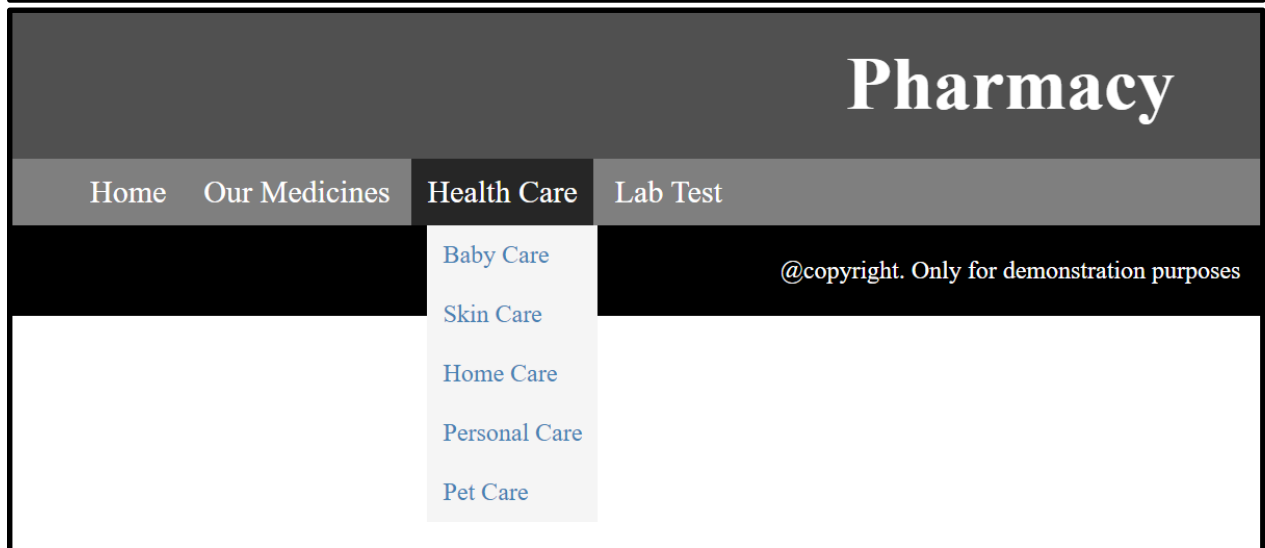 Pharmacy
Home Our Medicines Health Care Lab Test
Baby Care
@copyright. Only for demonstration purposes
Skin Care
Home Care
Personal Care
Pet Care